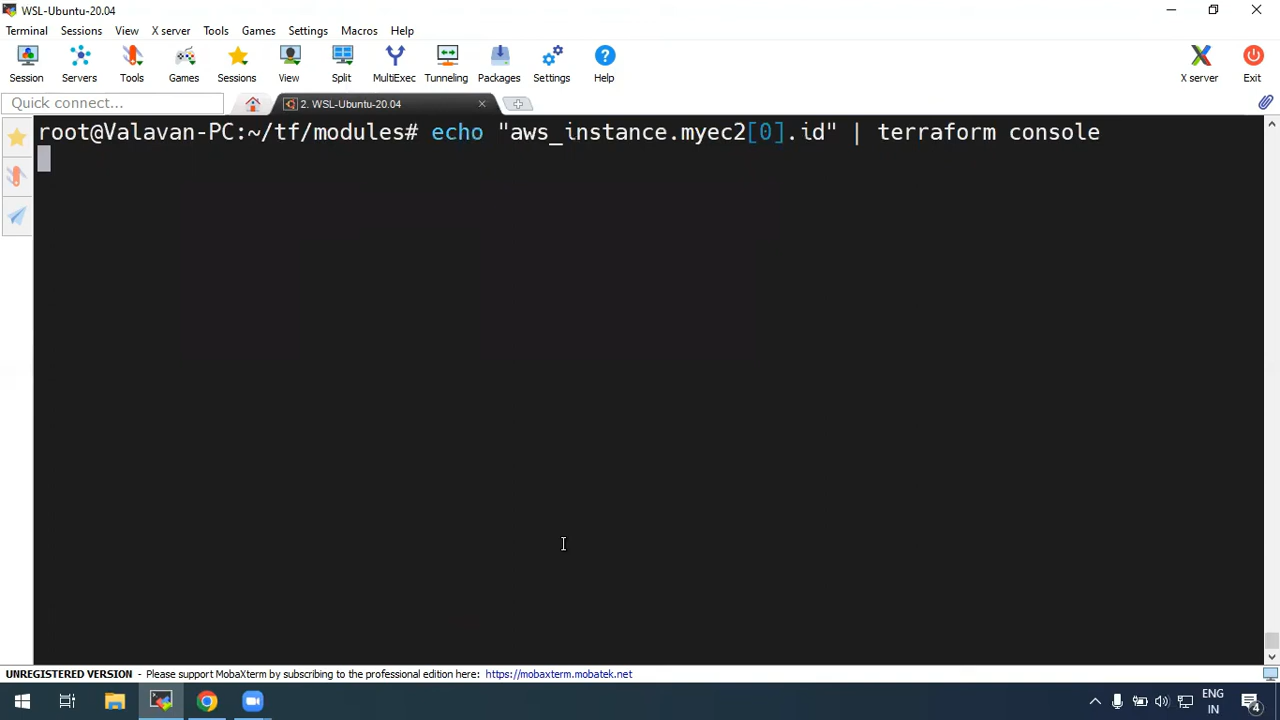 WSL-Ubuntu-20.04
Terminal Sessions View X server Tools Games Settings Macros Help
Session Servers Tools Games Sessions View Split MultiExec Tunneling Packages Settings Help X server Exit
Quick connect... 2. WSL-Ubuntu-20.04
root@Valavan-PC:~/tf/modules# echo "aws_instance.myec2[0].id" | terraform console
UNREGISTERED VERSION - Please support MobaXterm by subscribing to the professional edition here: https://mobaxterm.mobatek.net
ENG
IN
4